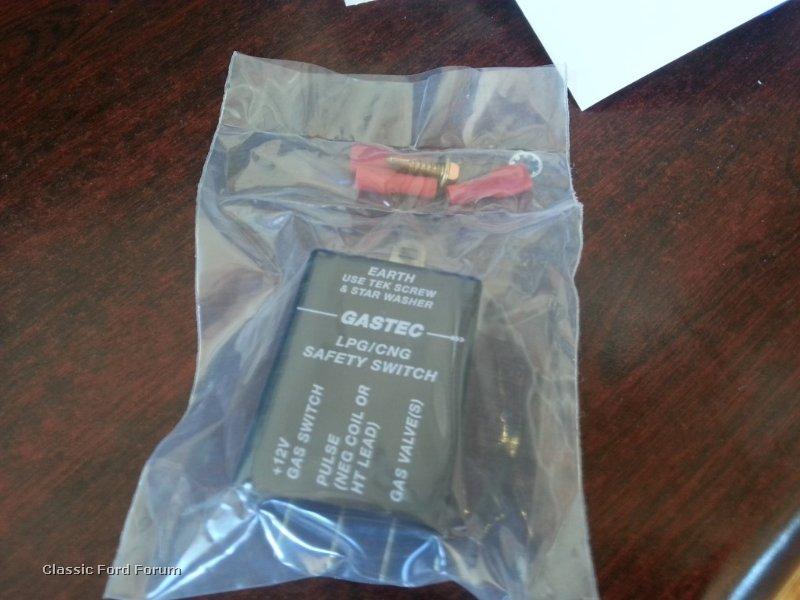 EARTH
USE TEK SCREW
& STAR WASHER
GASTEC
LPG/CNG
SAFETY SWITCH
+12V
GAS SWITCH
PULSE
(NEG COIL OR
HT LEAD)
GAS VALVE(S)
Classic Ford Forum